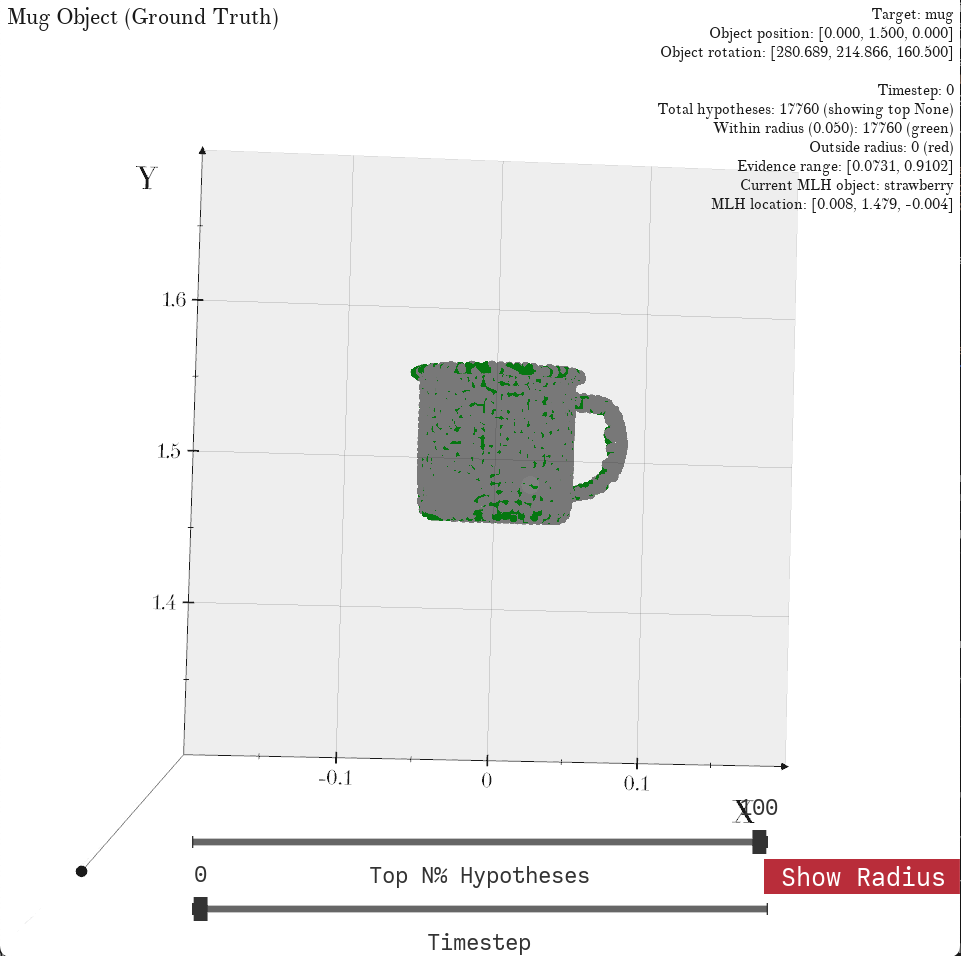 Mug Object (Ground Truth)
Target: mug
Object position: [0.000, 1.500, 0.000]
Object rotation: [280.689, 214.866, 160.500]
Timestep: 0
Total hypotheses: 17760 (showing top None)
Within radius (0.050): 17760 (green)
Outside radius: 0 (red)
Evidence range: [0.0731, 0.9102]
Current MLH object: strawberry
MLH location: [0.008, 1.479, -0.004]
Y
1.6
1.5
1.4
-0.1
0
0.1
X
100
0
Top N% Hypotheses
Show Radius
Timestep